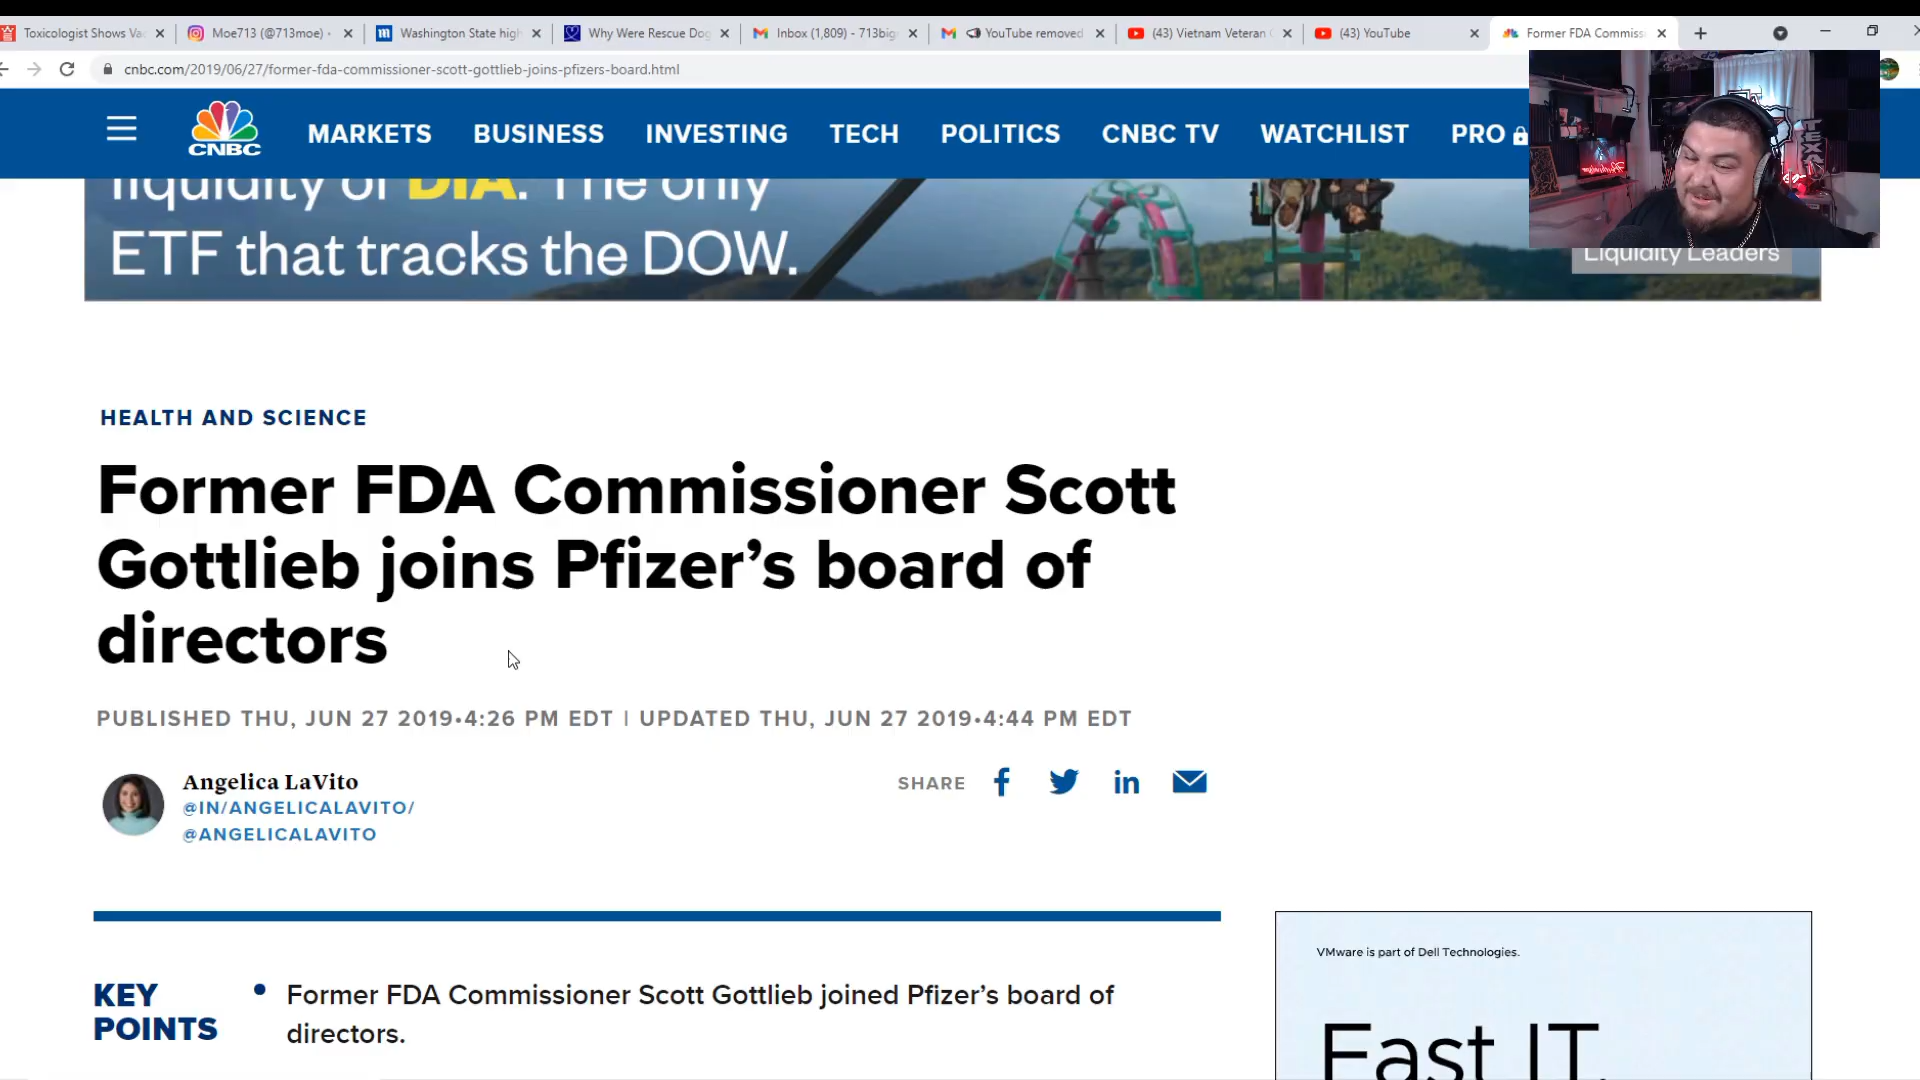 Toxicologist Shows Va
Moe713 (@713moe) •
Washington State high
Why Were Rescue Dog
Inbox (1,809) - 713big
YouTube removed
(43) Vietnam Veteran
(43) YouTube
Former FDA Commiss
cnbc.com/2019/06/27/former-fda-commissioner-scott-gottlieb-joins-pfizers-board.html
CNBC
MARKETS BUSINESS INVESTING TECH POLITICS CNBC TV WATCHLIST PRO
liquidity of DIA. The only
ETF that tracks the DOW.
Liquidity Leaders
HEALTH AND SCIENCE
Former FDA Commissioner Scott
Gottlieb joins Pfizer’s board of
directors
PUBLISHED THU, JUN 27 2019•4:26 PM EDT | UPDATED THU, JUN 27 2019•4:44 PM EDT
Angelica LaVito
@IN/ANGELICALAVITO/
@ANGELICALAVITO
SHARE
KEY
POINTS
• Former FDA Commissioner Scott Gottlieb joined Pfizer’s board of
directors.
VMware is part of Dell Technologies.
Fast IT.